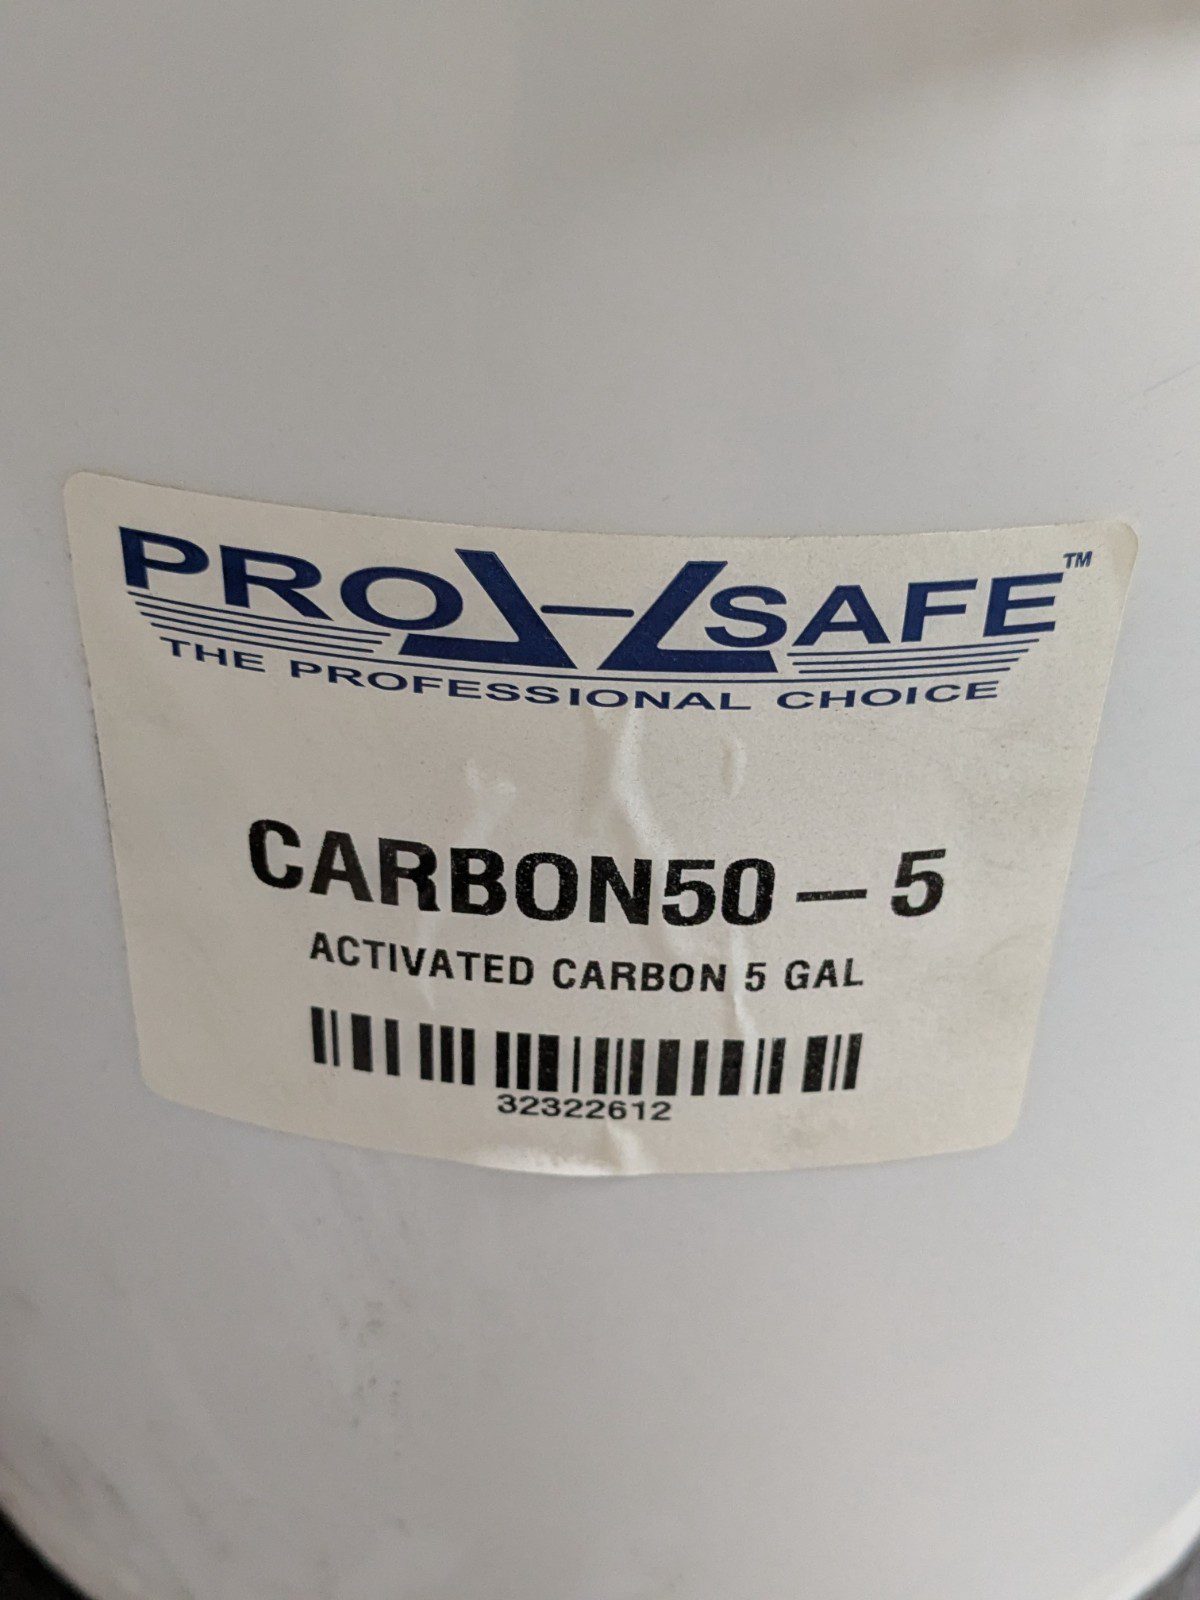 PRO-SAFE™
THE PROFESSIONAL CHOICE
CARBON50 – 5
ACTIVATED CARBON 5 GAL
32322612